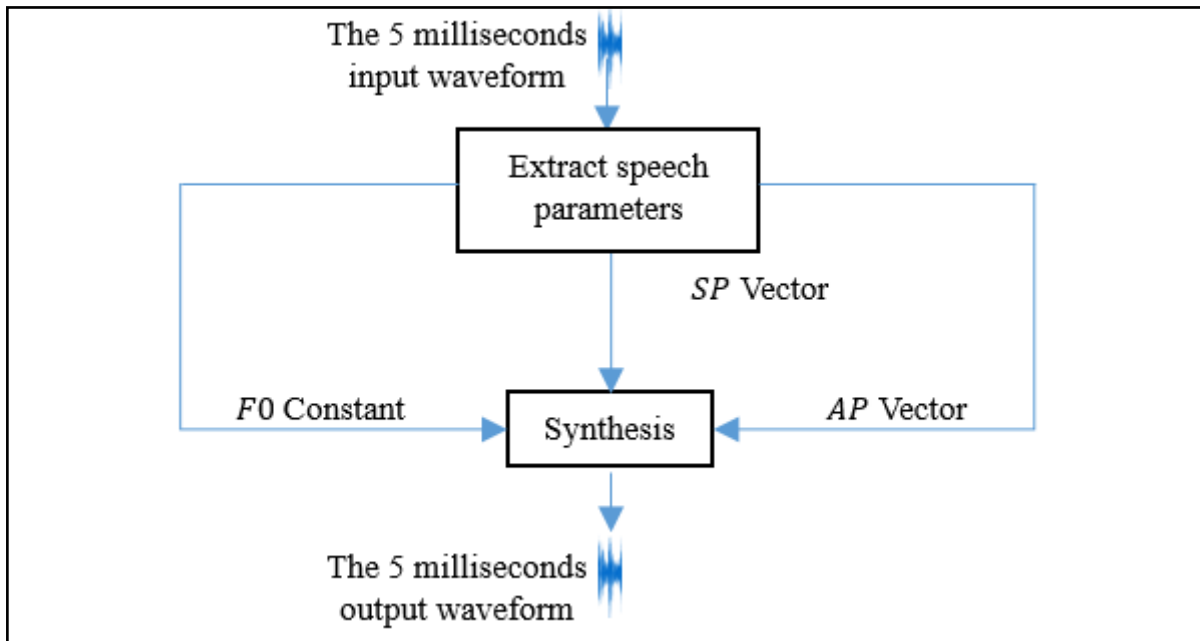 The 5 milliseconds
input waveform
Extract speech
parameters
SP Vector
F0 Constant
AP Vector
Synthesis
The 5 milliseconds
output waveform